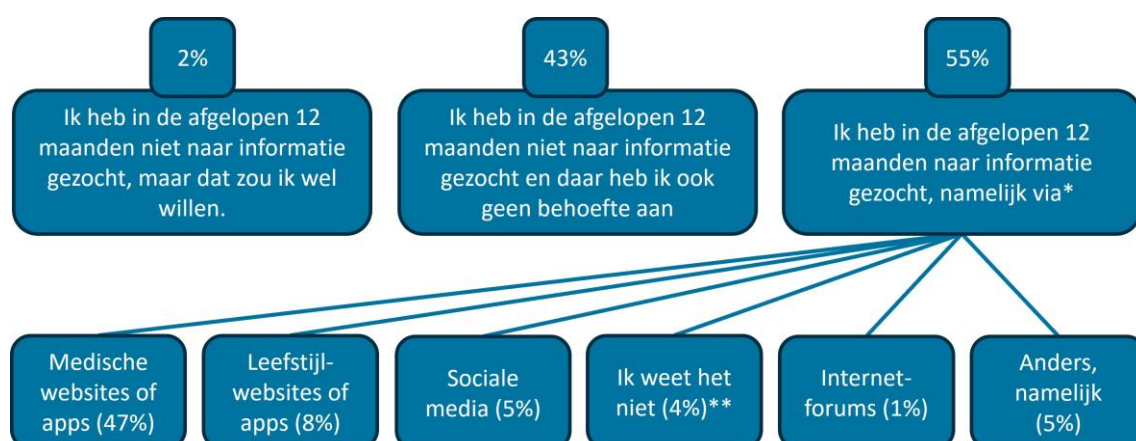 2%
Ik heb in de afgelopen 12
maanden niet naar informatie
gezocht, maar dat zou ik wel
willen.
43%
Ik heb in de afgelopen 12
maanden niet naar informatie
gezocht en daar heb ik ook
geen behoefte aan
55%
Ik heb in de afgelopen 12
maanden naar informatie
gezocht, namelijk via*
Medische
websites of
apps (47%)
Leefstijl-
websites of
apps (8%)
Sociale
media (5%)
Ik weet het
niet (4%)**
Internet-
forums (1%)
Anders,
namelijk
(5%)